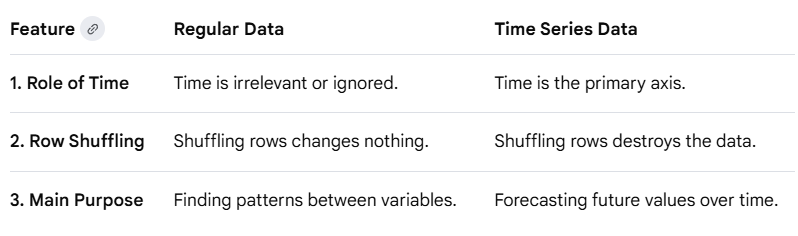 Feature Regular Data Time Series Data
1. Role of Time Time is irrelevant or ignored. Time is the primary axis.
2. Row Shuffling Shuffling rows changes nothing. Shuffling rows destroys the data.
3. Main Purpose Finding patterns between variables. Forecasting future values over time.